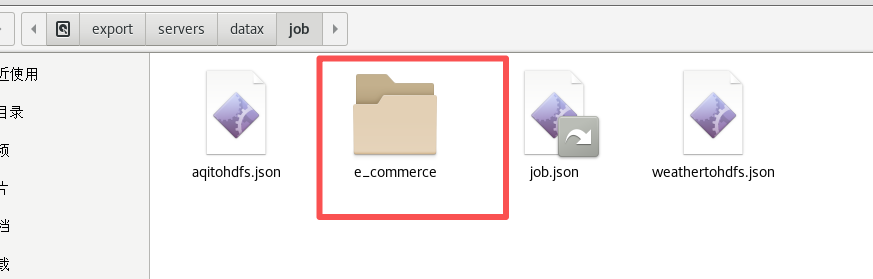 export servers datax job
近使用
目录
频
片
档
载
aqitohdfs.json e_commerce job.json weathertohdfs.json